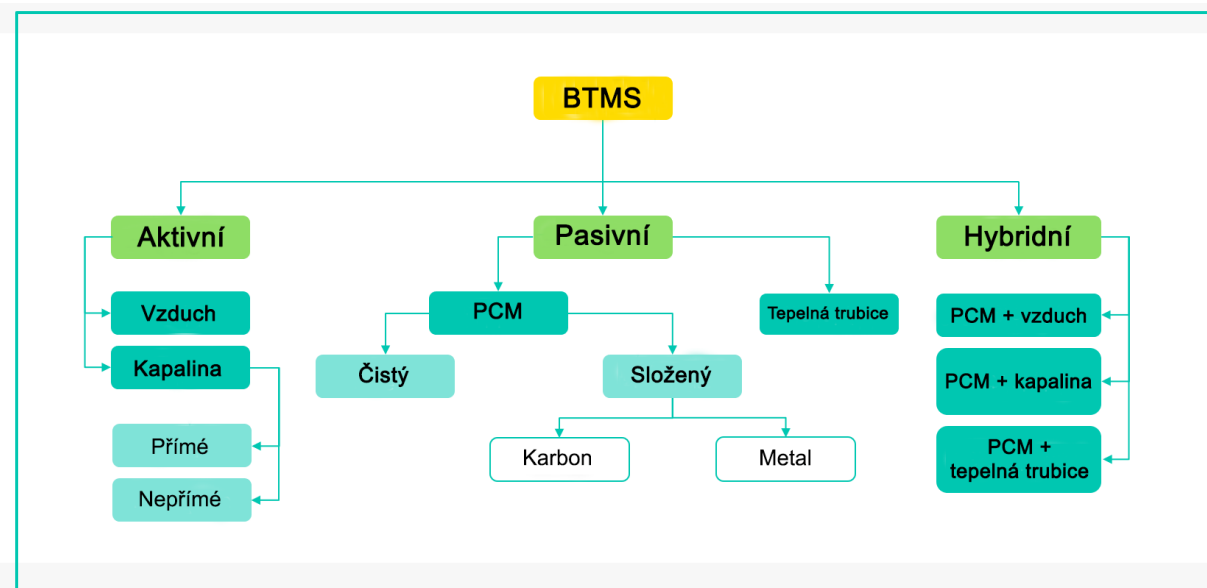 BTMS
Aktivní
Pasivní
Hybridní
Vzduch
PCM
Tepelná trubice
PCM + vzduch
Kapalina
Čistý
Složený
PCM + kapalina
Přímé
Karbon
Metal
PCM +
tepelná trubice
Nepřímé